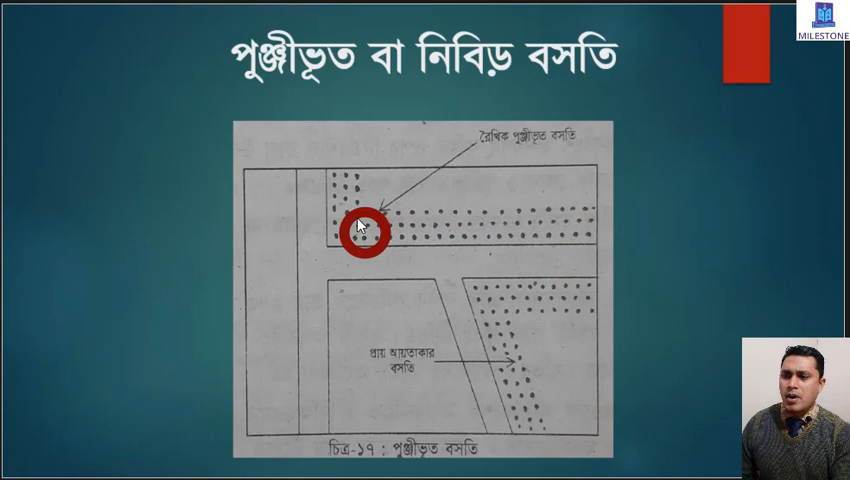 MILESTONE
পুঞ্জীভূত বা নিবিড় বসতি
রৈখিক পুঞ্জীভূত বসতি
প্রায় আয়তাকার
বসতি
চিত্র-১৭ : পুঞ্জীভূত বসতি